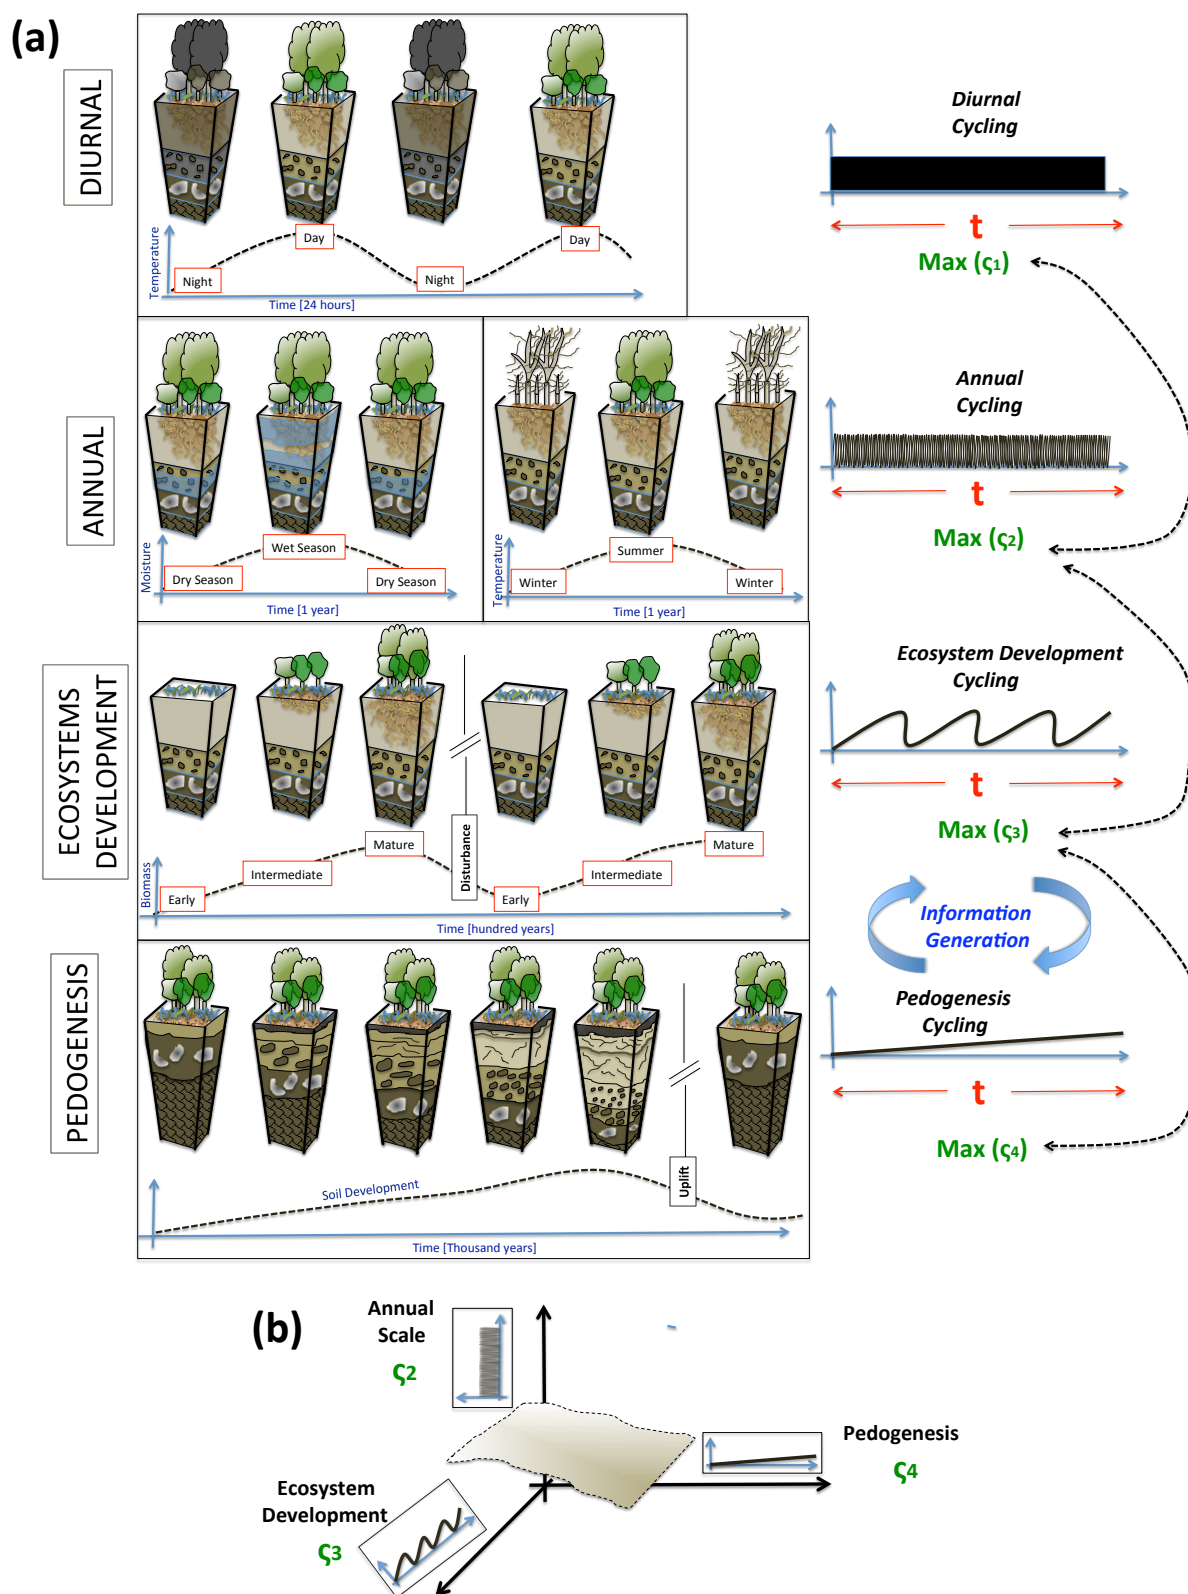 (a)
DIURNAL
Temperature
Night
Day
Night
Day
Time [24 hours]
Diurnal
Cycling
t
Max (ς1)
ANNUAL
Moisture
Dry Season
Wet Season
Dry Season
Time [1 year]
Temperature
Winter
Summer
Winter
Time [1 year]
Annual
Cycling
t
Max (ς2)
ECOSYSTEMS
DEVELOPMENT
Biomass
Early
Intermediate
Mature
Disturbance
Early
Intermediate
Mature
Time [hundred years]
Ecosystem Development
Cycling
t
Max (ς3)
Information
Generation
PEDOGENESIS
Soil Development
Uplift
Time [Thousand years]
Pedogenesis
Cycling
t
Max (ς4)
(b)
Annual
Scale
ς2
Pedogenesis
ς4
Ecosystem
Development
ς3